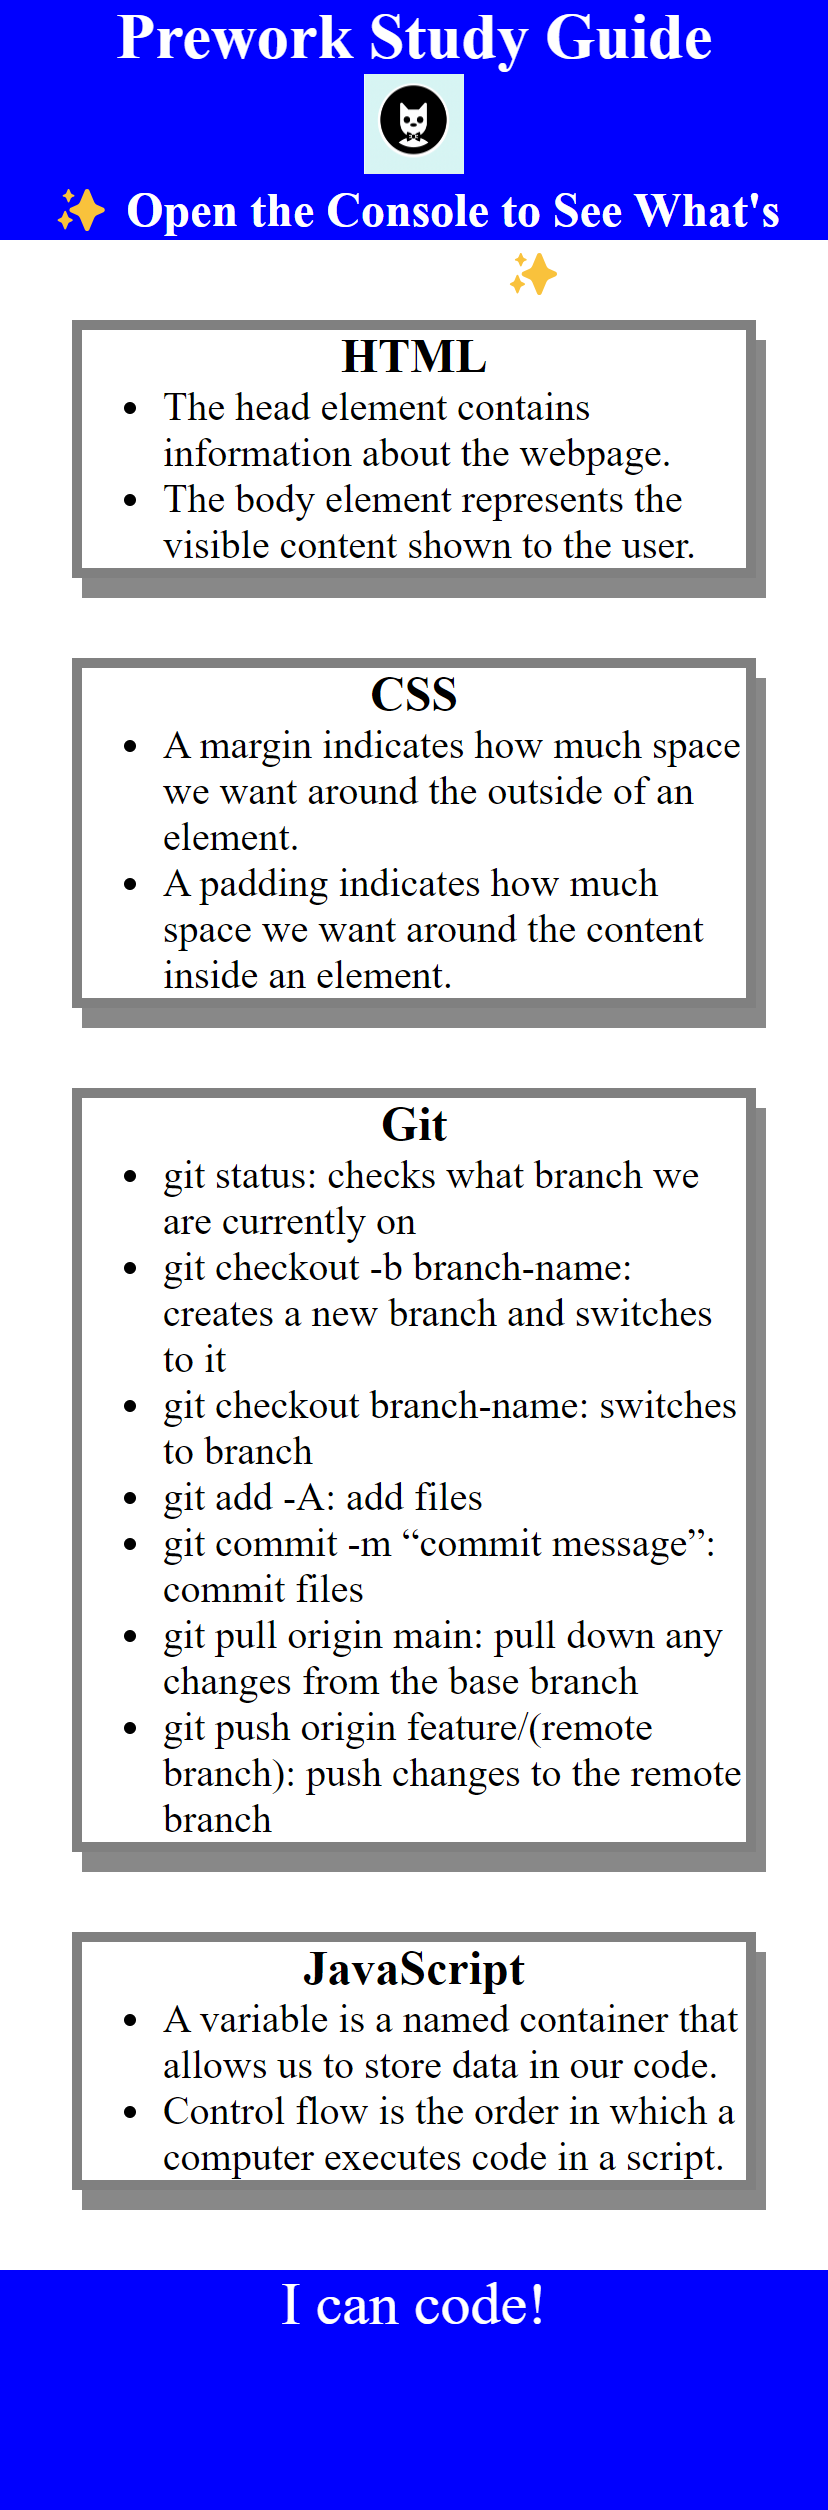 Prework Study Guide
✨ Open the Console to See What's
✨
HTML
• The head element contains
information about the webpage.
• The body element represents the
visible content shown to the user.
CSS
• A margin indicates how much space
we want around the outside of an
element.
• A padding indicates how much
space we want around the content
inside an element.
Git
• git status: checks what branch we
are currently on
• git checkout -b branch-name:
creates a new branch and switches
to it
• git checkout branch-name: switches
to branch
• git add -A: add files
• git commit -m “commit message”:
commit files
• git pull origin main: pull down any
changes from the base branch
• git push origin feature/(remote
branch): push changes to the remote
branch
JavaScript
• A variable is a named container that
allows us to store data in our code.
• Control flow is the order in which a
computer executes code in a script.
I can code!